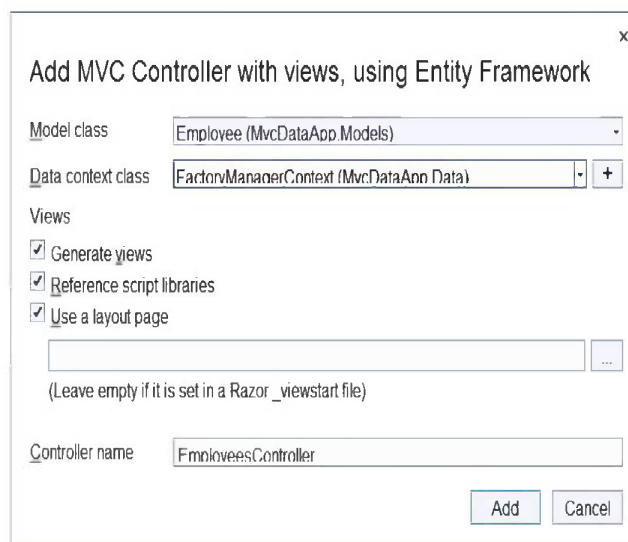 x
Add MVC Controller with views, using Entity Framework
Model class Employee (MvcDataApp.Models)
Data context class FactoryManagerContext (MvcDataApp.Data) +
Views
Generate views
Reference script libraries
Use a layout page
...
(Leave empty if it is set in a Razor _viewstart file)
Controller name EmployeesController
Add Cancel